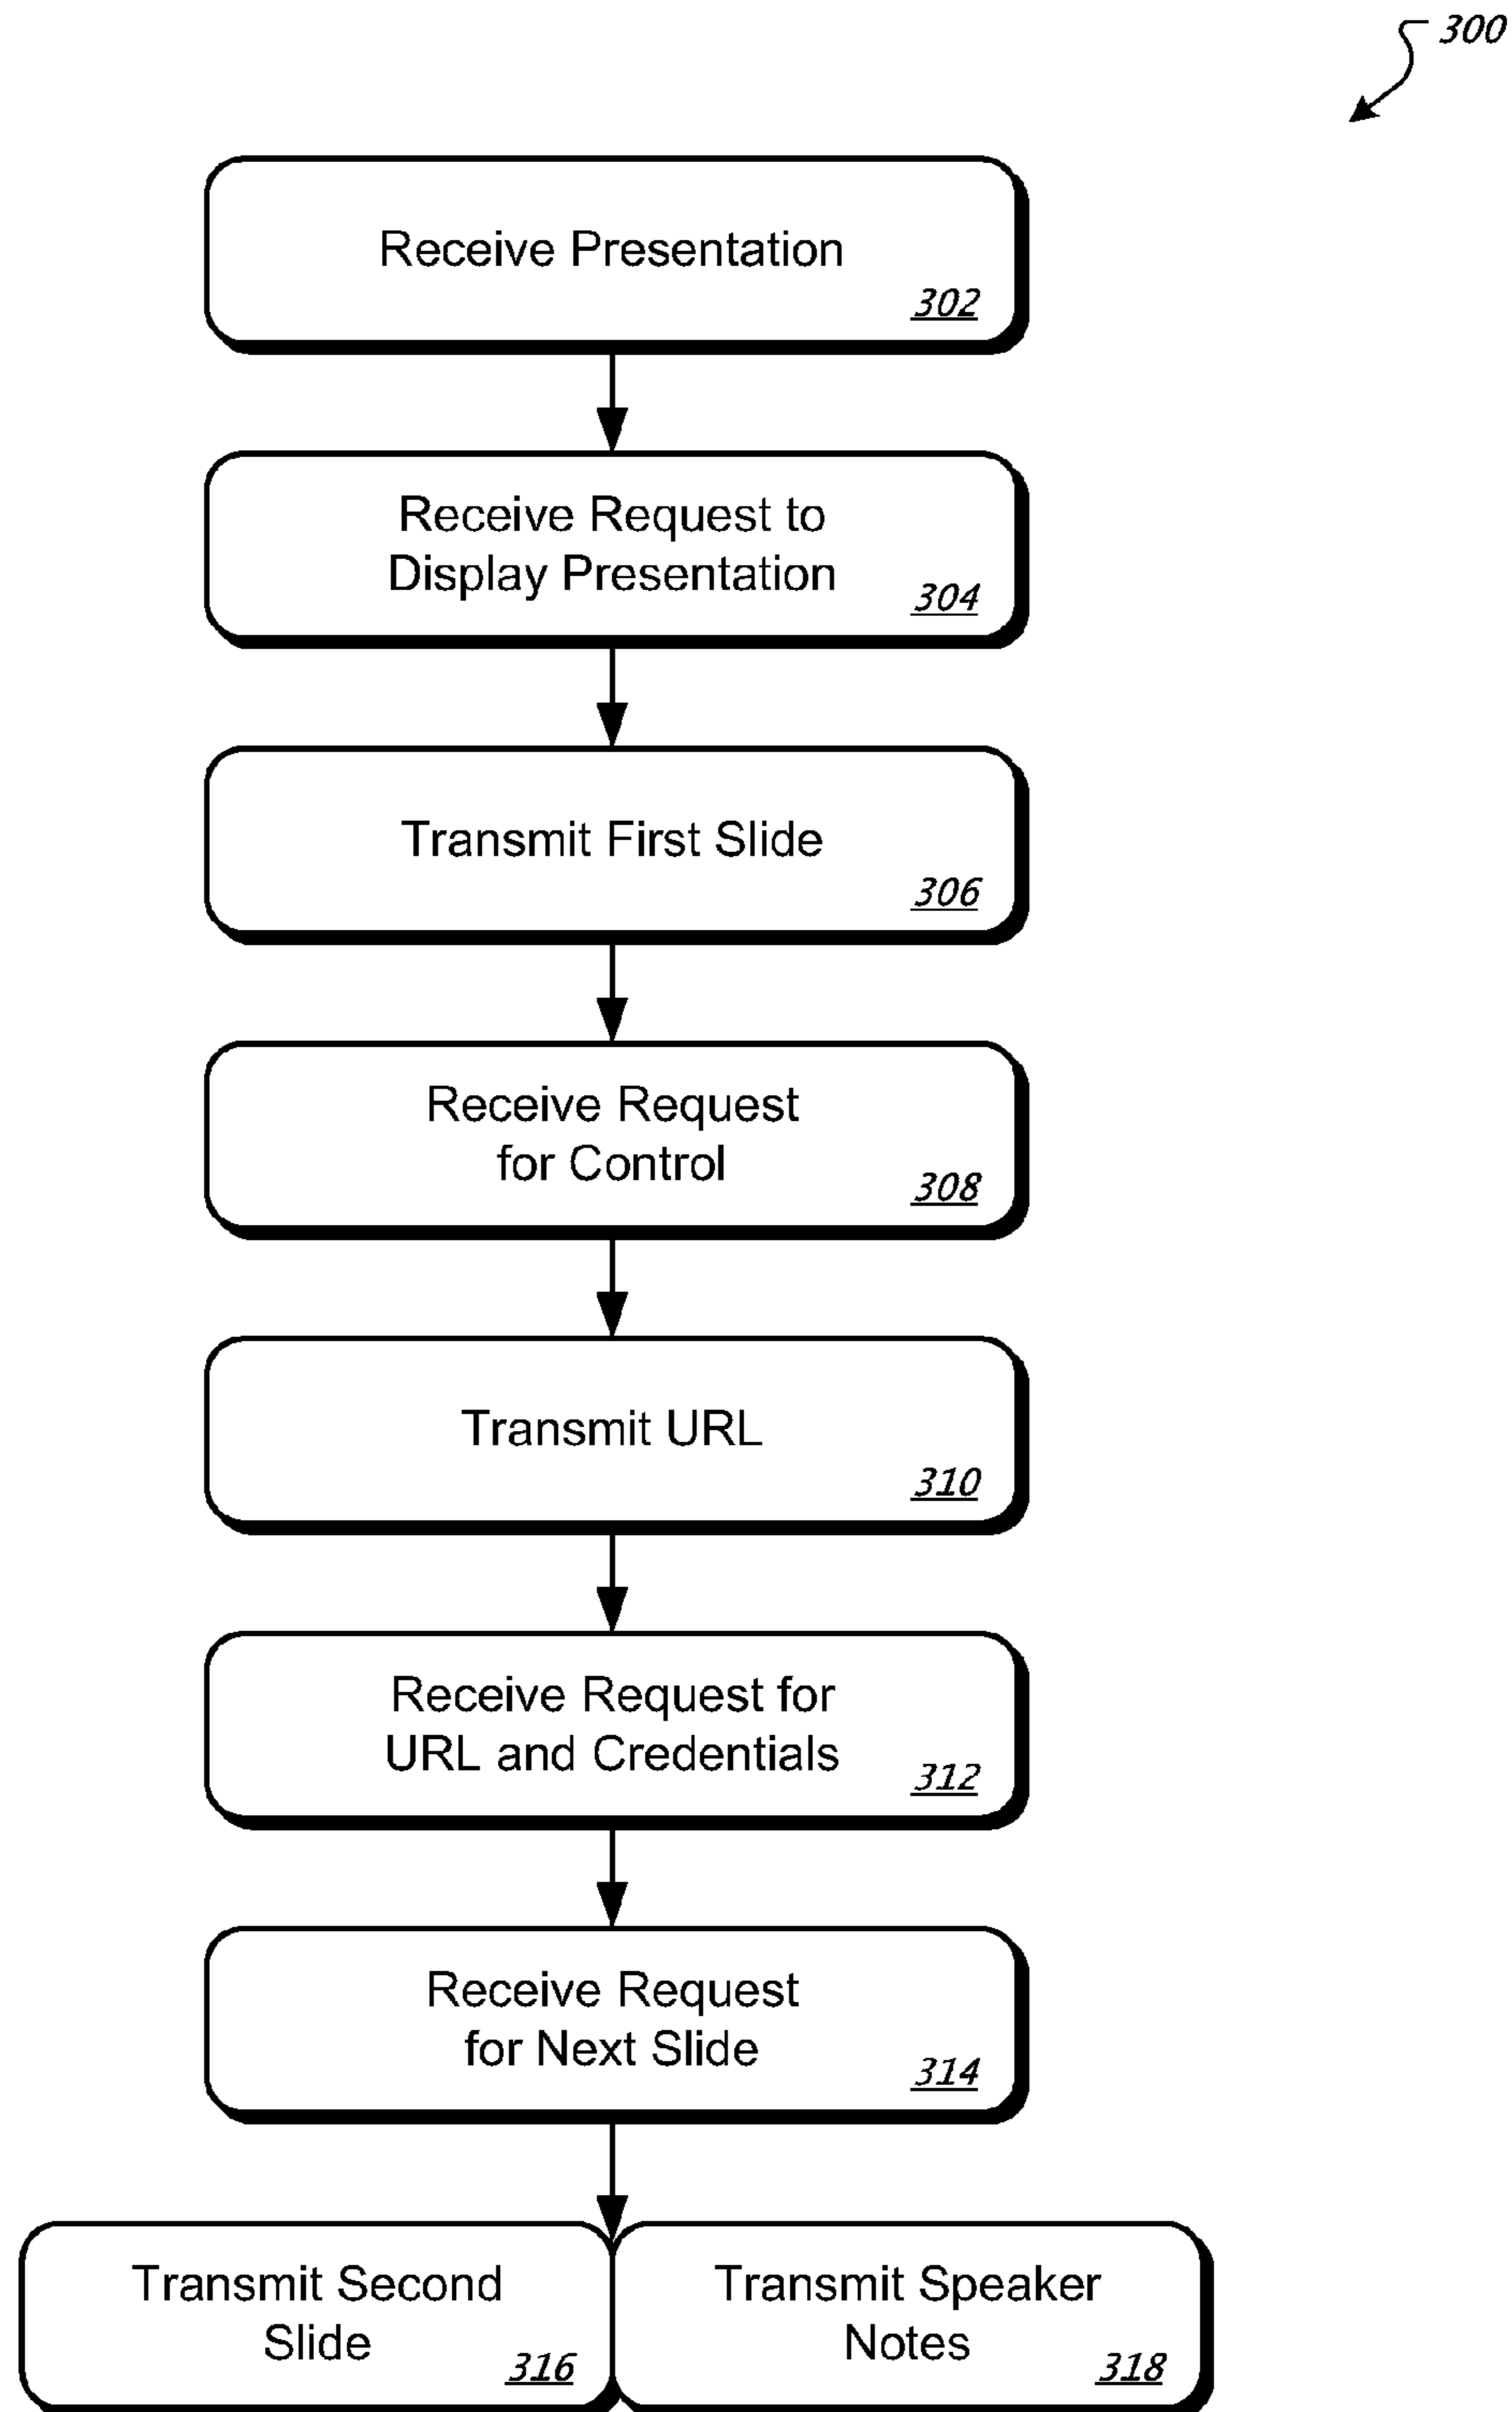 300
Receive Presentation
302
Receive Request to
Display Presentation
304
Transmit First Slide
306
Receive Request
for Control
308
Transmit URL
310
Receive Request for
URL and Credentials
312
Receive Request
for Next Slide
314
Transmit Second
Slide
316
Transmit Speaker
Notes
318